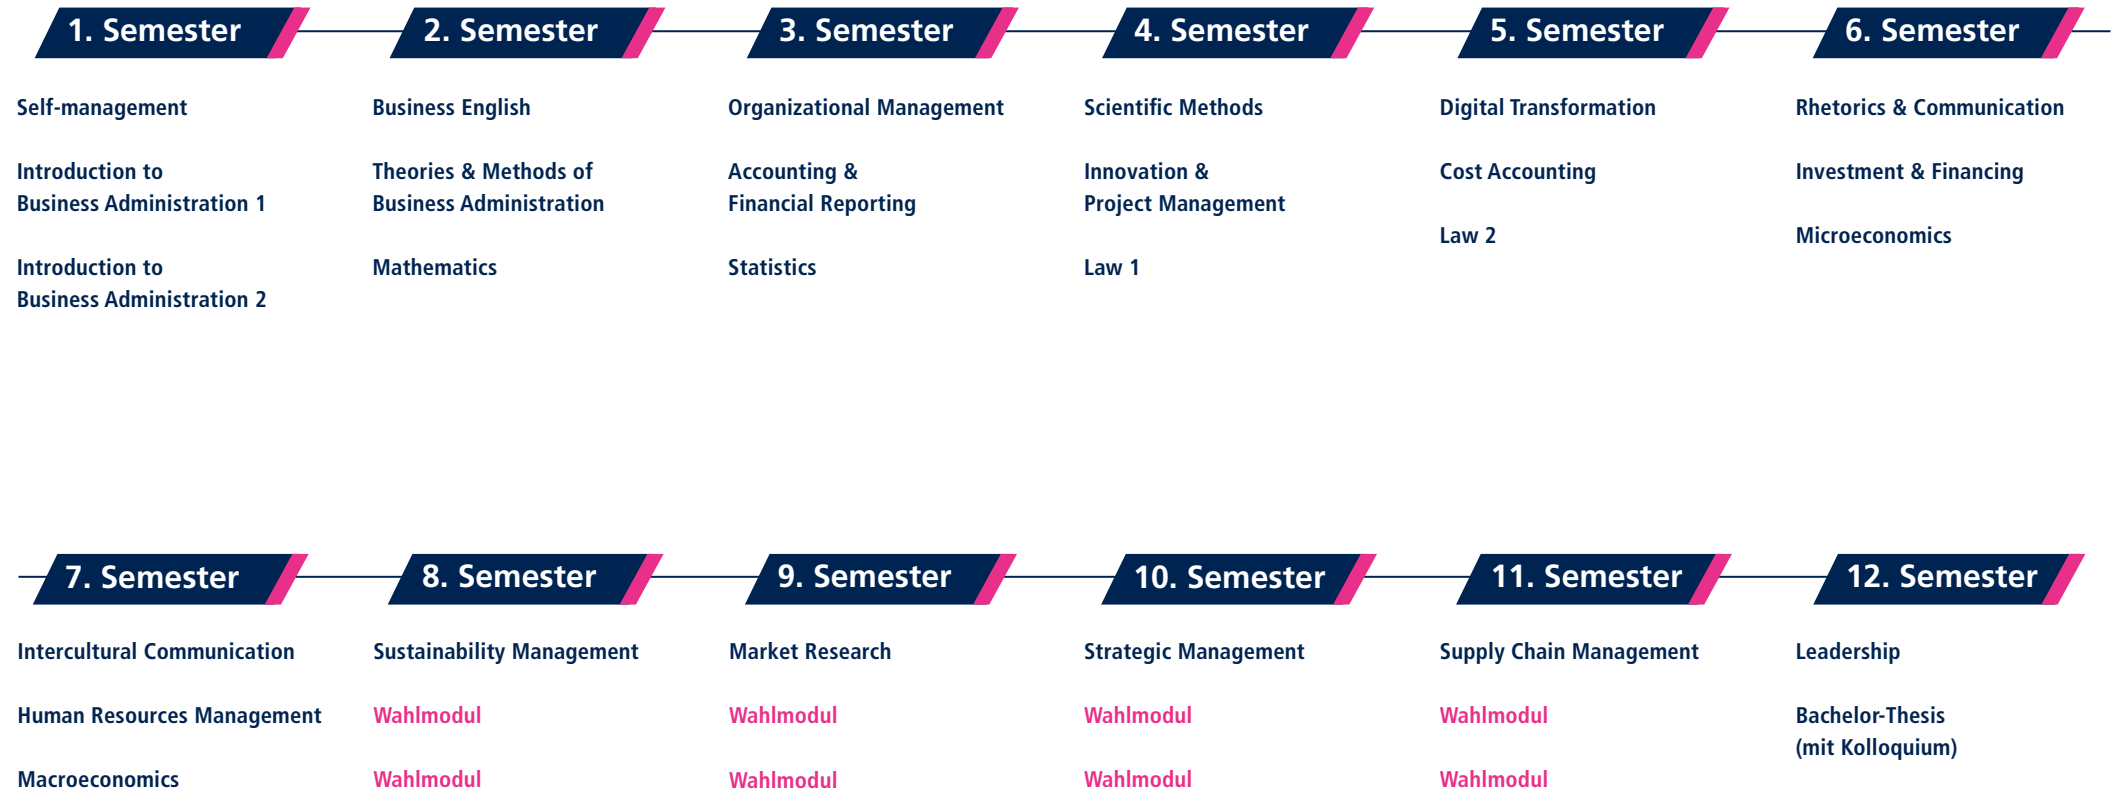 1. Semester
Self-management
Introduction to
Business Administration 1
Introduction to
Business Administration 2
2. Semester
Business English
Theories & Methods of
Business Administration
Mathematics
3. Semester
Organizational Management
Accounting &
Financial Reporting
Statistics
4. Semester
Scientific Methods
Innovation &
Project Management
Law 1
5. Semester
Digital Transformation
Cost Accounting
Law 2
6. Semester
Rhetorics & Communication
Investment & Financing
Microeconomics
7. Semester
Intercultural Communication
Human Resources Management
Macroeconomics
8. Semester
Sustainability Management
Wahlmodul
Wahlmodul
9. Semester
Market Research
Wahlmodul
Wahlmodul
10. Semester
Strategic Management
Wahlmodul
Wahlmodul
11. Semester
Supply Chain Management
Wahlmodul
Wahlmodul
12. Semester
Leadership
Bachelor-Thesis
(mit Kolloquium)